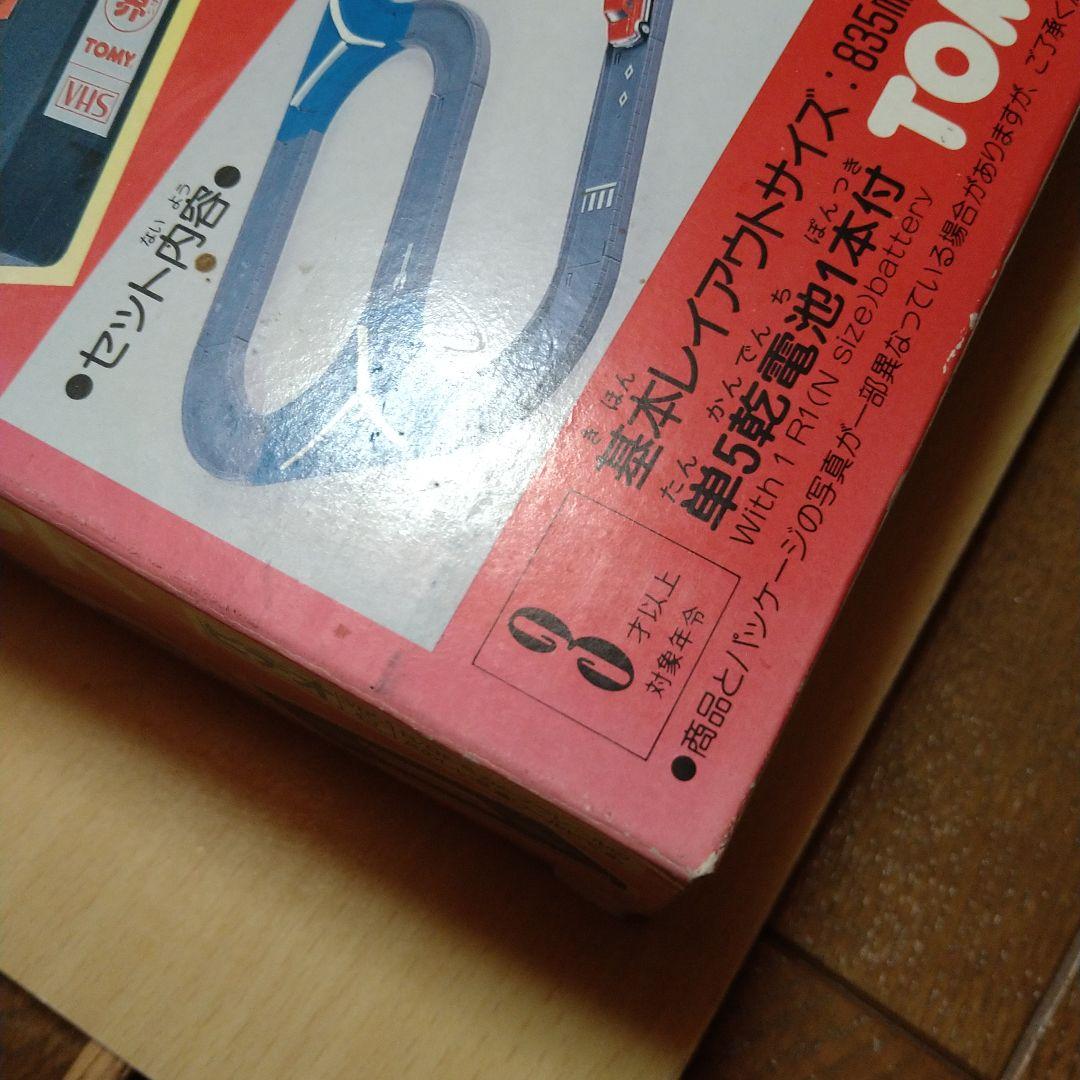 TOMY
VHS
●セット内容●
ないよう
基本レイアウトサイズ：835m
きほん
単5乾電池1本付
たん かんでんち ぽんつき
With 1 R1(N size)battery
TOM
3
才以上
対象年令
●商品とパッケージの写真が一部異なっている場合がありますが、ご了承く